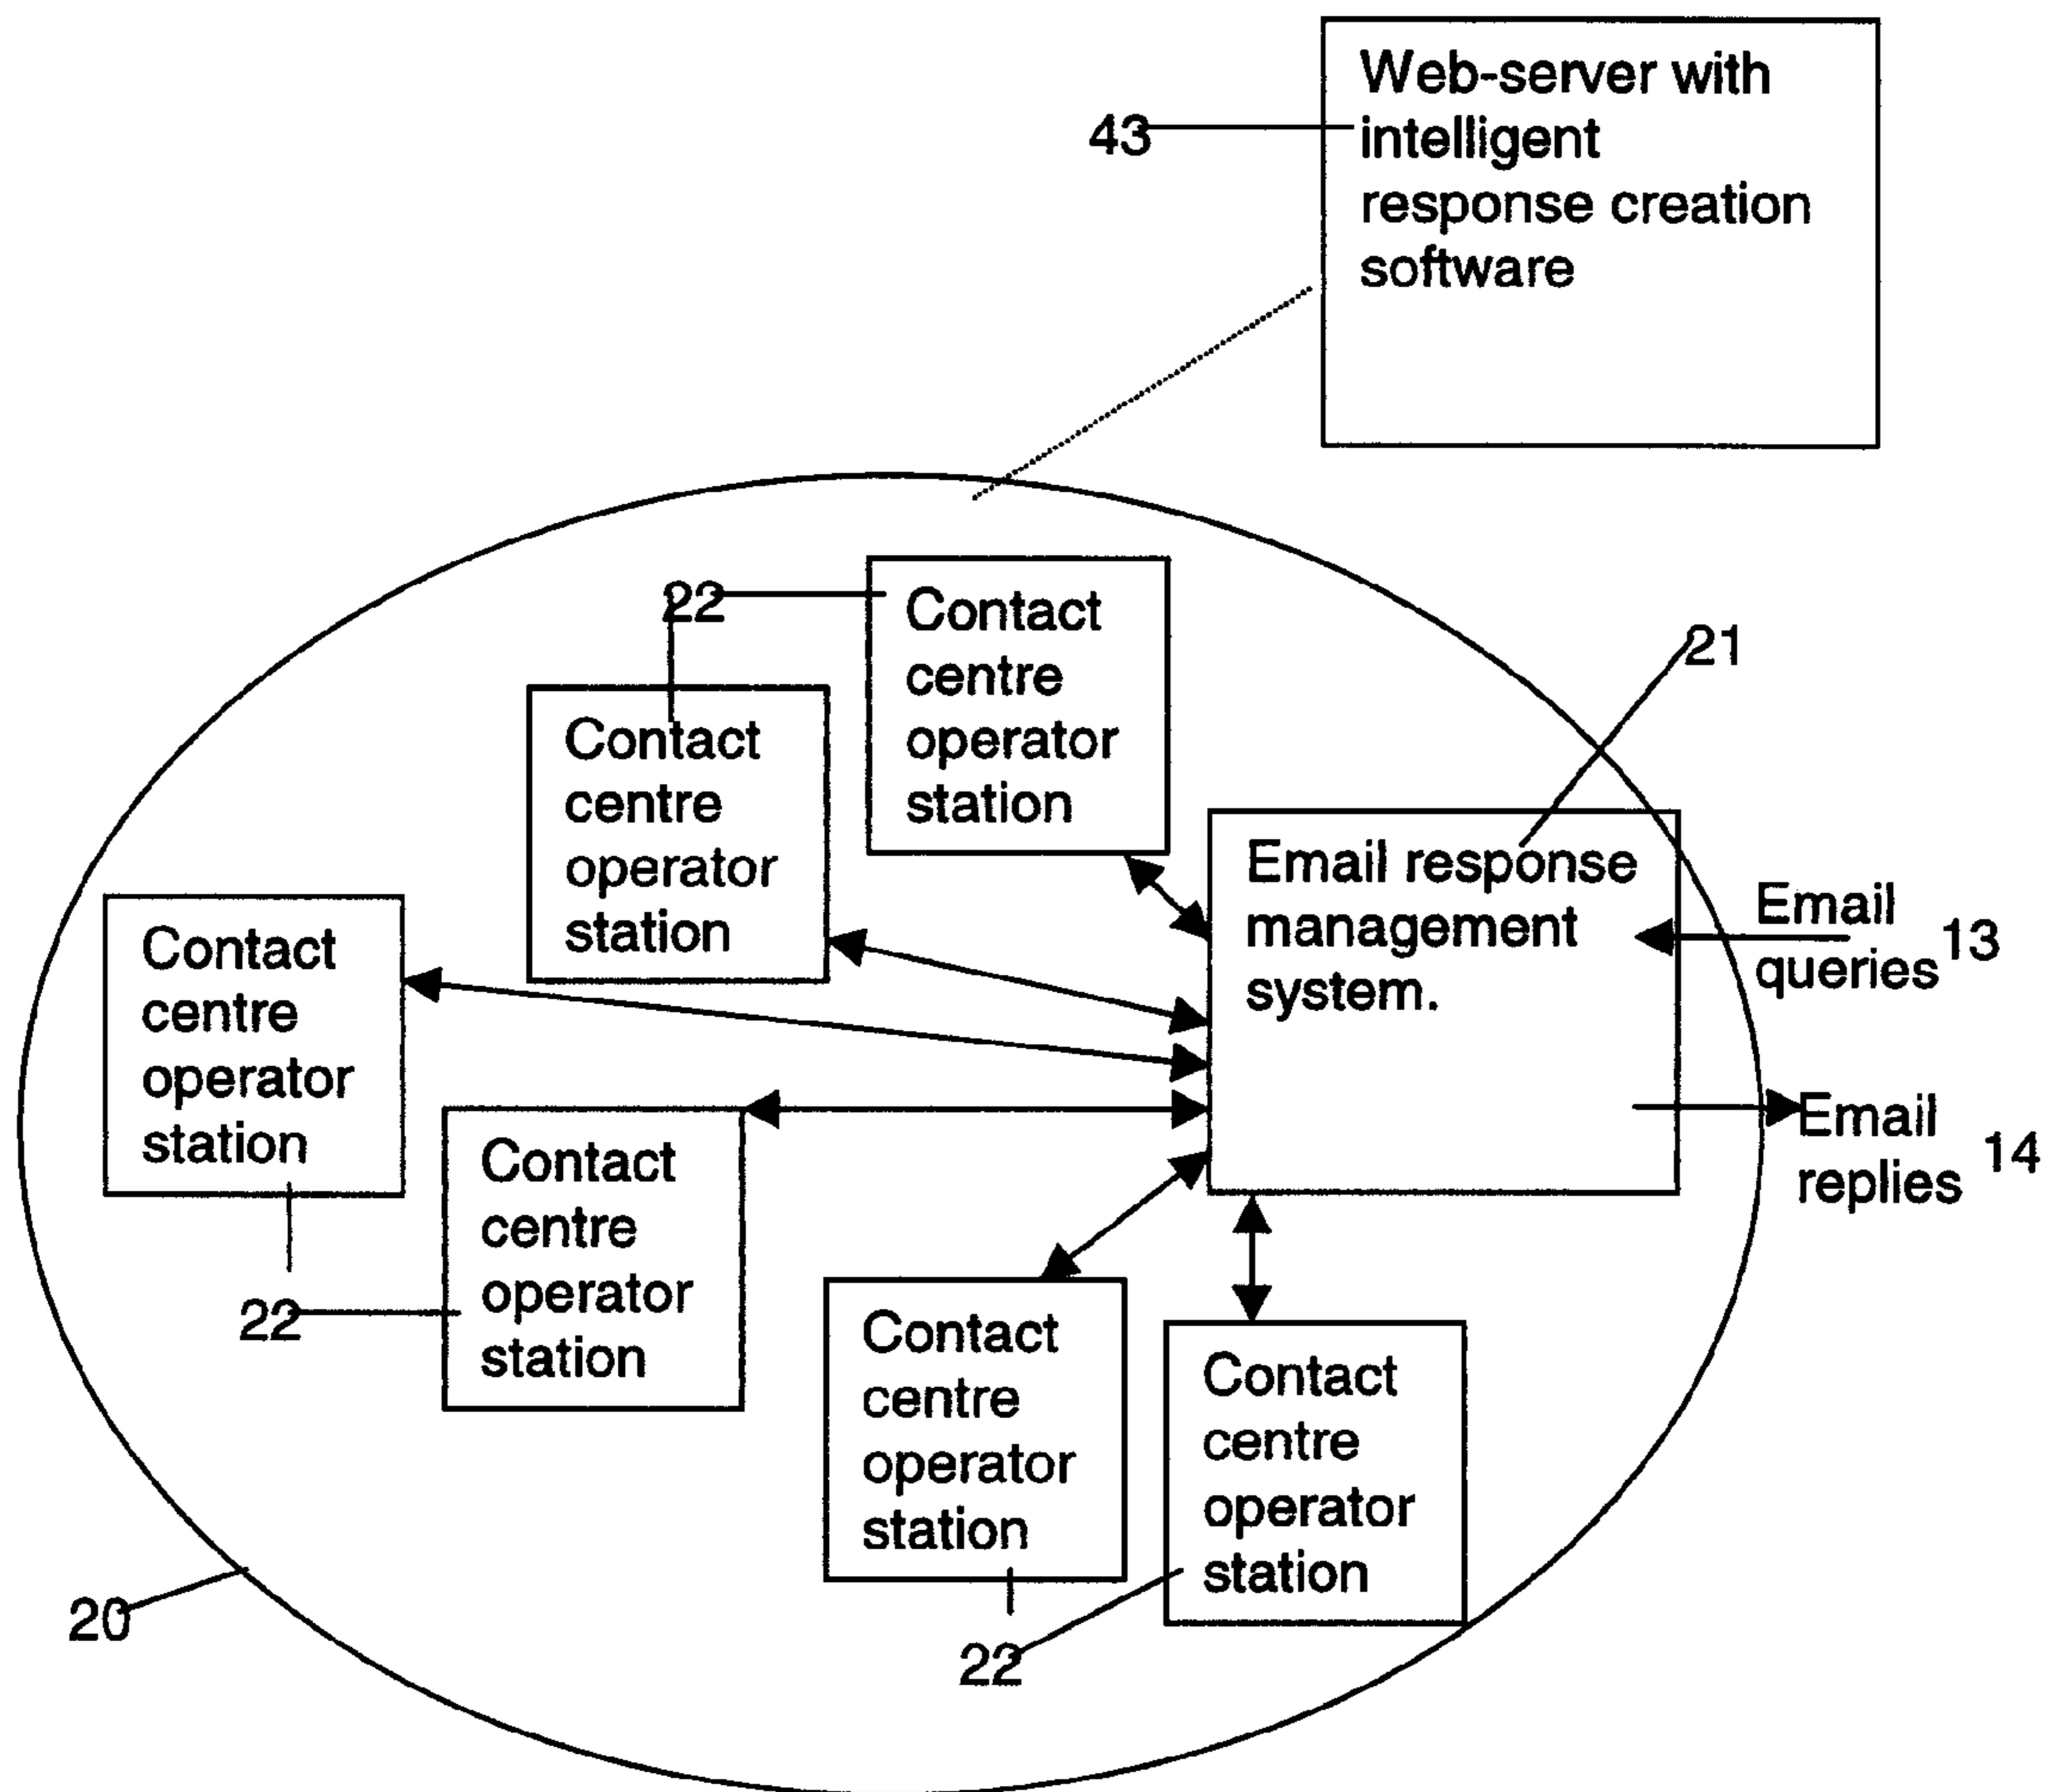 Web-server with
43
intelligent
response creation
software
22
Contact
centre
operator
station
21
Contact
centre
operator
station
Email response
management
system.
Email
queries 13
Contact
centre
operator
station
Email
replies 14
Contact
centre
operator
station
22
Contact
centre
operator
station
Contact
centre
operator
station
20
22